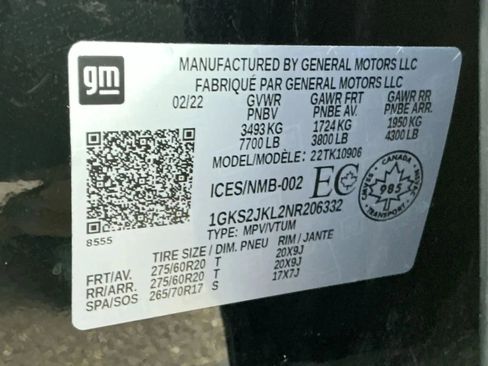 gm
MANUFACTURED BY GENERAL MOTORS LLC
FABRIQUÉ PAR GENERAL MOTORS LLC
02/22 GVWR GAWR FRT GAWR RR
PNBV PNBE AV. PNBE ARR.
3493 KG 1724 KG 1950 KG
7700 LB 3800 LB 4300 LB
MODEL/MODÈLE: 22TK10906
ICES/NMB-002 EC
CANADA
985
TRANSPORT
1GKS2JKL2NR206332
TYPE: MPV/VTUM
8555
TIRE SIZE / DIM. PNEU RIM / JANTE
FRT/AV. 275/60R20 T 20X9J
RR/ARR. 275/60R20 T 20X9J
SPA/SOS 265/70R17 S 17X7J